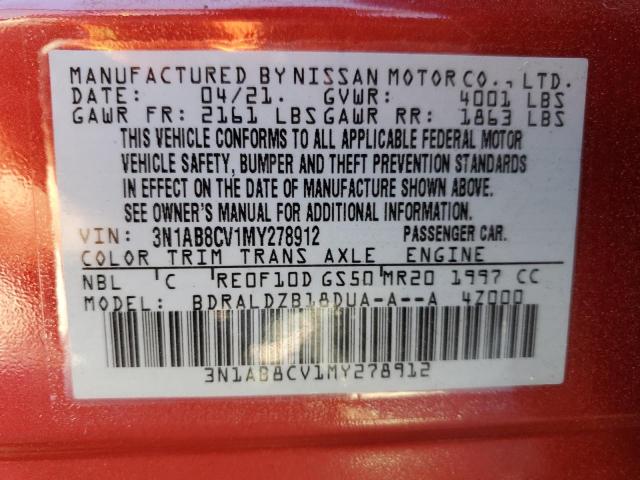 MANUFACTURED BY NISSAN MOTOR CO., LTD.
DATE: 04/21. GVWR: 4001 LBS
GAWR FR: 2161 LBS GAWR RR: 1863 LBS
THIS VEHICLE CONFORMS TO ALL APPLICABLE FEDERAL MOTOR
VEHICLE SAFETY, BUMPER AND THEFT PREVENTION STANDARDS
IN EFFECT ON THE DATE OF MANUFACTURE SHOWN ABOVE.
SEE OWNER'S MANUAL FOR ADDITIONAL INFORMATION.
VIN: 3N1AB8CV1MY278912 PASSENGER CAR.
COLOR TRIM TRANS AXLE ENGINE
NBL C RE0F10D GS50 MR20 1997 CC
MODEL: BDRALDZB18DUA-A--A 4Z000
3N1AB8CV1MY278912